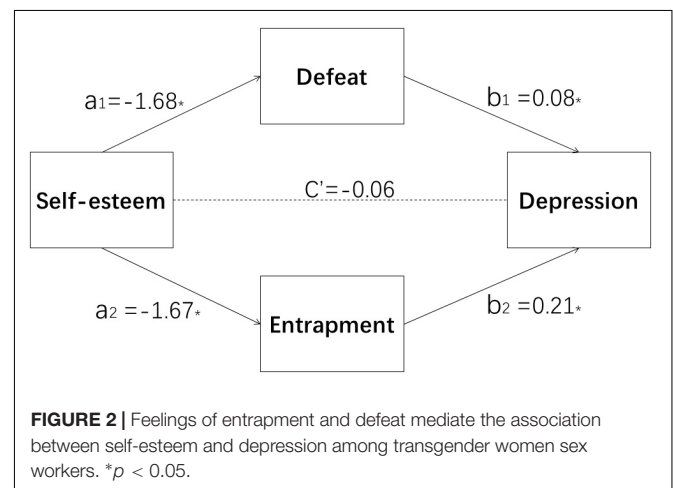 Defeat
a1=-1.68*
b1 =0.08*
Self-esteem
C'=-0.06
Depression
a2 =-1.67*
b2 =0.21*
Entrapment
FIGURE 2 | Feelings of entrapment and defeat mediate the association
between self-esteem and depression among transgender women sex
workers. *p < 0.05.